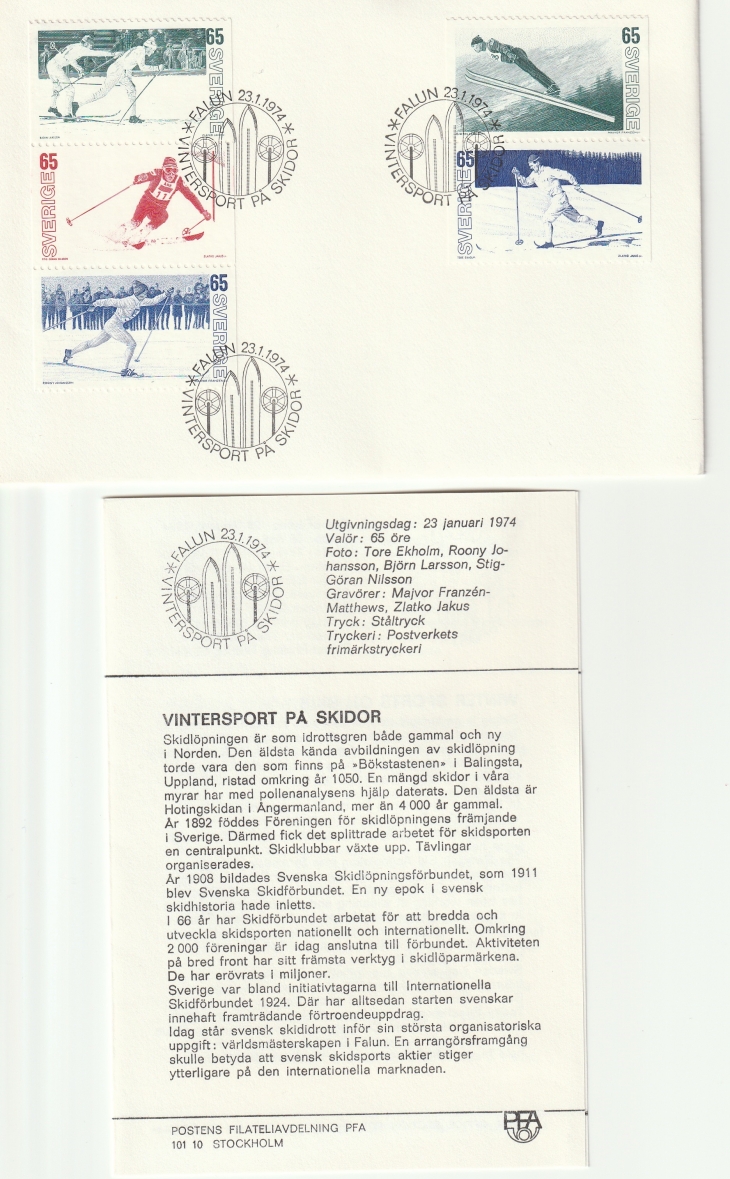 65
SVERIGE
65
SVERIGE
FALUN 23.1.1974
VINTERSPORT PÅ SKIDOR
FALUN 23.1.1974
VINTERSPORT PÅ SKIDOR
65
SVERIGE
11
65
SVERIGE
65
SVERIGE
FALUN 23.1.1974
VINTERSPORT PÅ SKIDOR
FALUN 23.1.1974
VINTERSPORT PÅ SKIDOR
Utgivningsdag: 23 januari 1974
Valör: 65 öre
Foto: Tore Ekholm, Roony Jo-
hansson, Björn Larsson, Stig-
Göran Nilsson
Gravörer: Majvor Franzén-
Matthews, Zlatko Jakus
Tryck: Ståltryck
Tryckeri: Postverkets
frimärkstryckeri
VINTERSPORT PÅ SKIDOR
Skidlöpningen är som idrottsgren både gammal och ny
i Norden. Den äldsta kända avbildningen av skidlöpning
torde vara den som finns på »Bökstastenen» i Balingsta,
Uppland, ristad omkring år 1050. En mängd skidor i våra
myrar har med pollenanalysens hjälp daterats. Den äldsta är
Hotingskidan i Ångermanland, mer än 4 000 år gammal.
År 1892 föddes Föreningen för skidlöpningens främjande
i Sverige. Därmed fick det splittrade arbetet för skidsporten
en centralpunkt. Skidklubbar växte upp. Tävlingar
organiserades.
År 1908 bildades Svenska Skidlöpningsförbundet, som 1911
blev Svenska Skidförbundet. En ny epok i svensk
skidhistoria hade inletts.
I 66 år har Skidförbundet arbetat för att bredda och
utveckla skidsporten nationellt och internationellt. Omkring
2 000 föreningar är idag anslutna till förbundet. Aktiviteten
på bred front har sitt främsta verktyg i skidlöparmärkena.
De har erövrats i miljoner.
Sverige var bland initiativtagarna till Internationella
Skidförbundet 1924. Där har alltsedan starten svenskar
innehaft framträdande förtroendeuppdrag.
Idag står svensk skididrott inför sin största organisatoriska
uppgift: världsmästerskapen i Falun. En arrangörsframgång
skulle betyda att svensk skidsports aktier stiger
ytterligare på den internationella marknaden.
POSTENS FILATELIAVDELNING PFA
101 10 STOCKHOLM
PFA